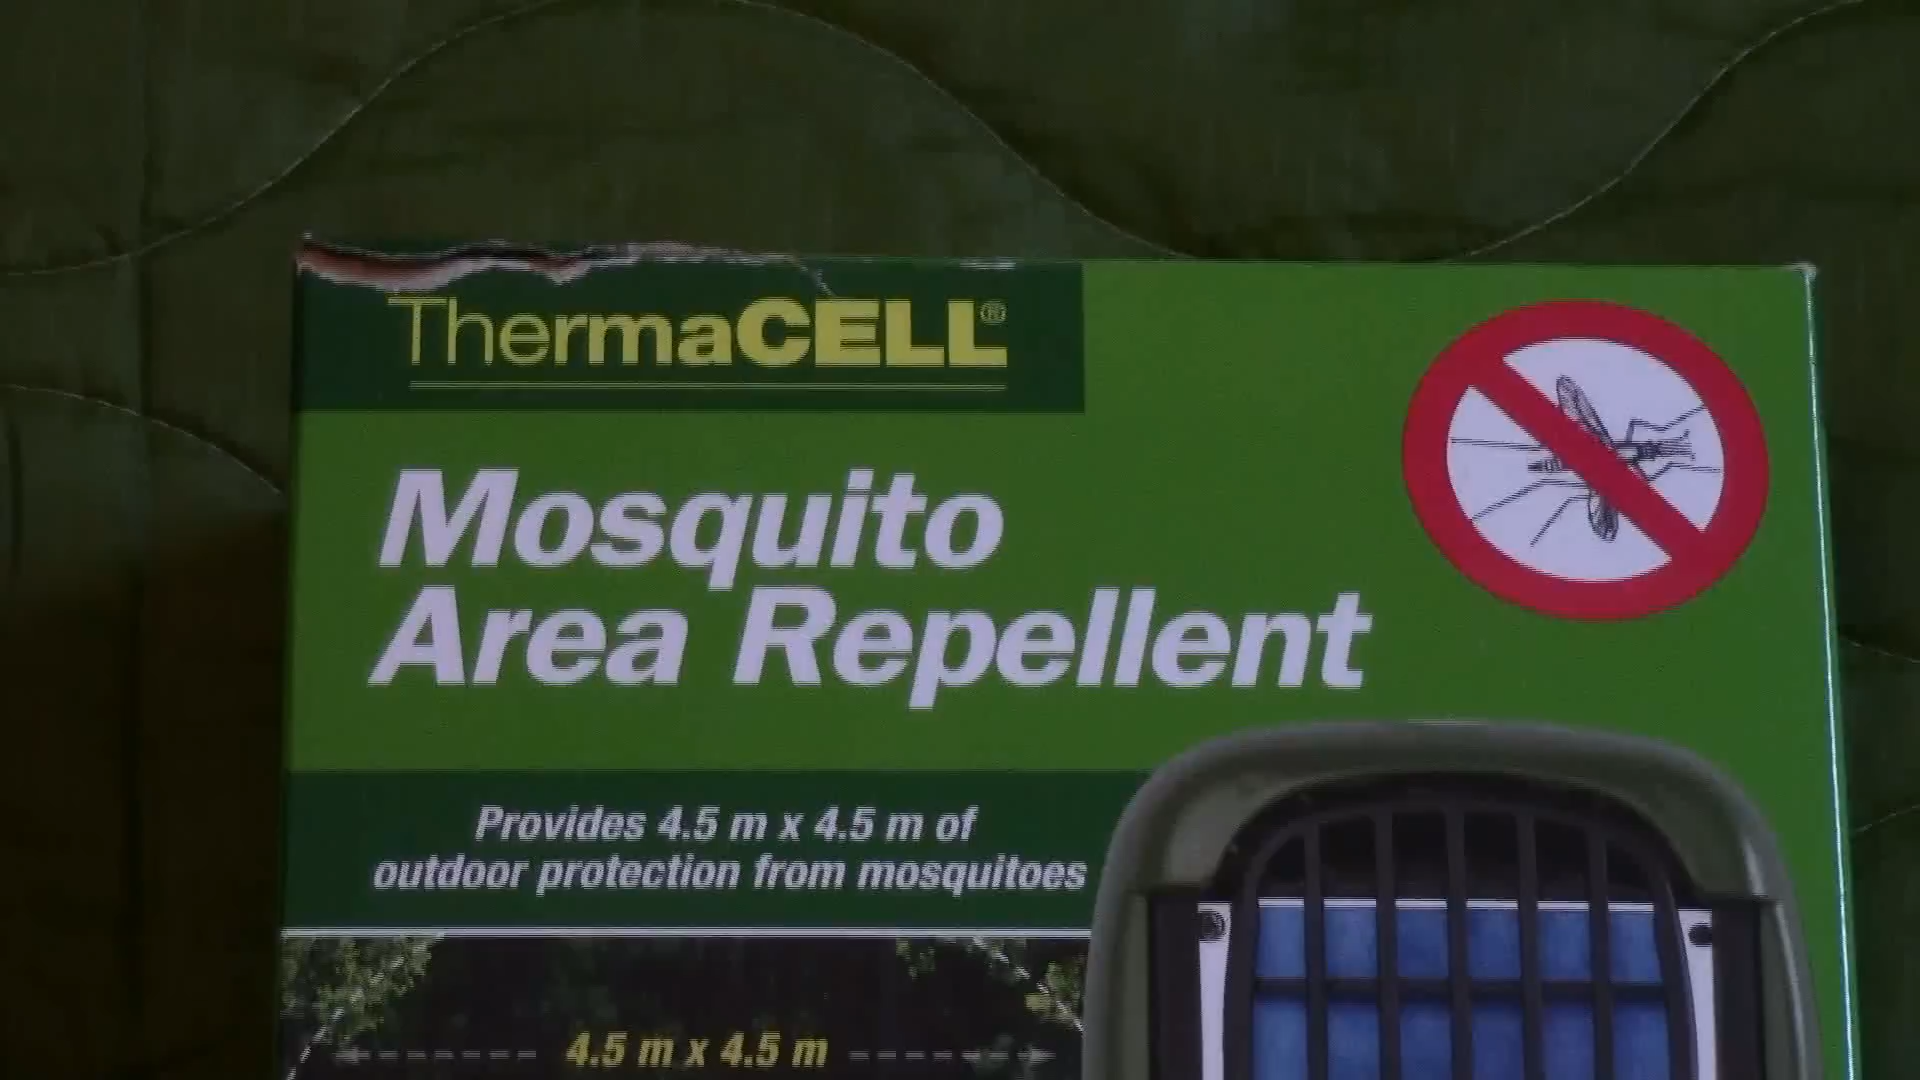 ThermaCELL®
Mosquito
Area Repellent
Provides 4.5 m x 4.5 m of
outdoor protection from mosquitoes
4.5 m x 4.5 m